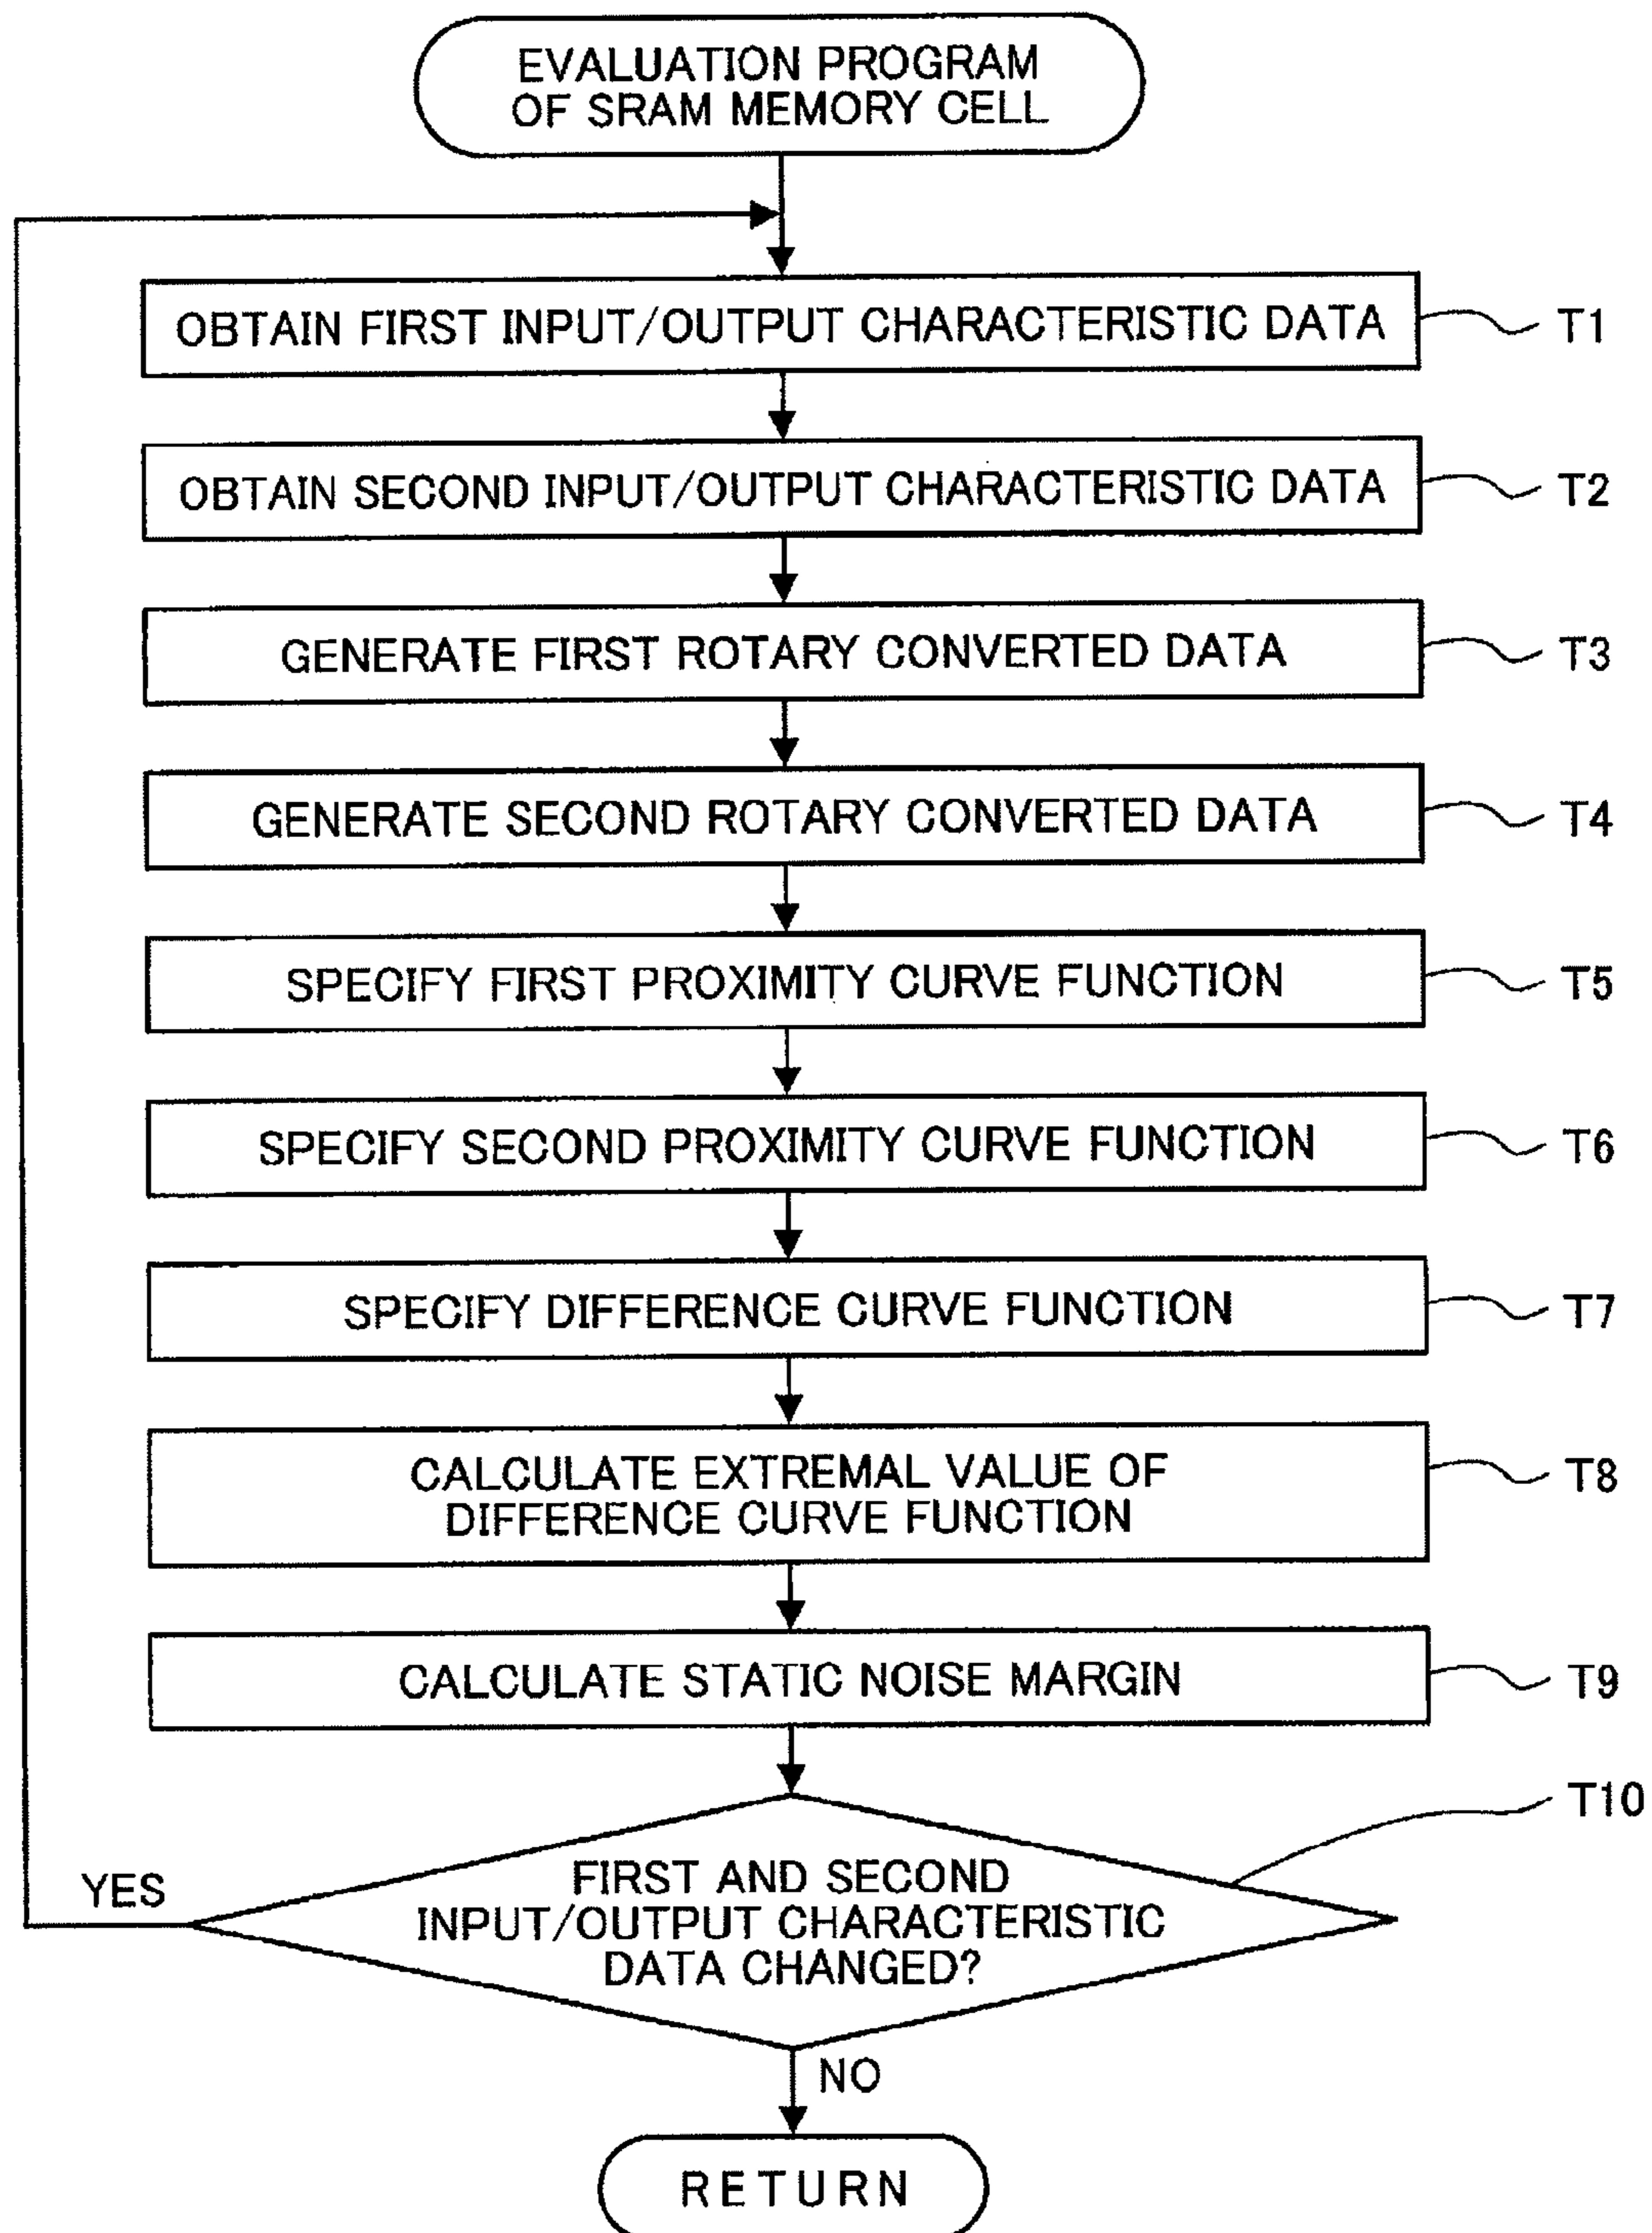 EVALUATION PROGRAM
OF SRAM MEMORY CELL
OBTAIN FIRST INPUT/OUTPUT CHARACTERISTIC DATA
T1
OBTAIN SECOND INPUT/OUTPUT CHARACTERISTIC DATA
T2
GENERATE FIRST ROTARY CONVERTED DATA
T3
GENERATE SECOND ROTARY CONVERTED DATA
T4
SPECIFY FIRST PROXIMITY CURVE FUNCTION
T5
SPECIFY SECOND PROXIMITY CURVE FUNCTION
T6
SPECIFY DIFFERENCE CURVE FUNCTION
T7
CALCULATE EXTREMAL VALUE OF
DIFFERENCE CURVE FUNCTION
T8
CALCULATE STATIC NOISE MARGIN
T9
T10
YES
FIRST AND SECOND
INPUT/OUTPUT CHARACTERISTIC
DATA CHANGED?
NO
RETURN